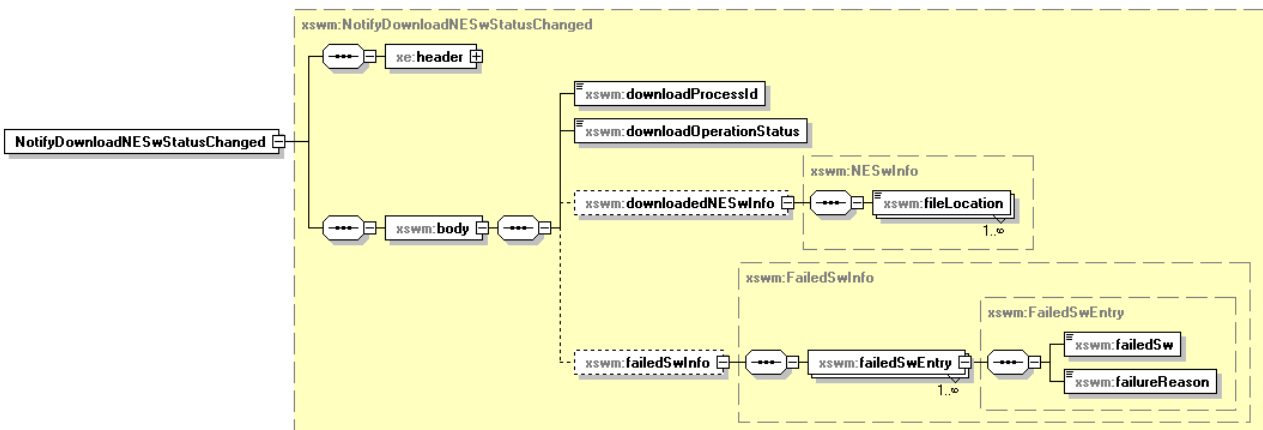 xswm:NotifyDownloadNESwStatusChanged
xe:header
xswm:downloadProcessId
xswm:downloadOperationStatus
NotifyDownloadNESwStatusChanged
xswm:NESwInfo
xswm:downloadedNESwInfo
xswm:fileLocation
1..∞
xswm:body
xswm:FailedSwInfo
xswm:FailedSwEntry
xswm:failedSw
xswm:failedSwInfo
xswm:failedSwEntry
xswm:failureReason
1..∞